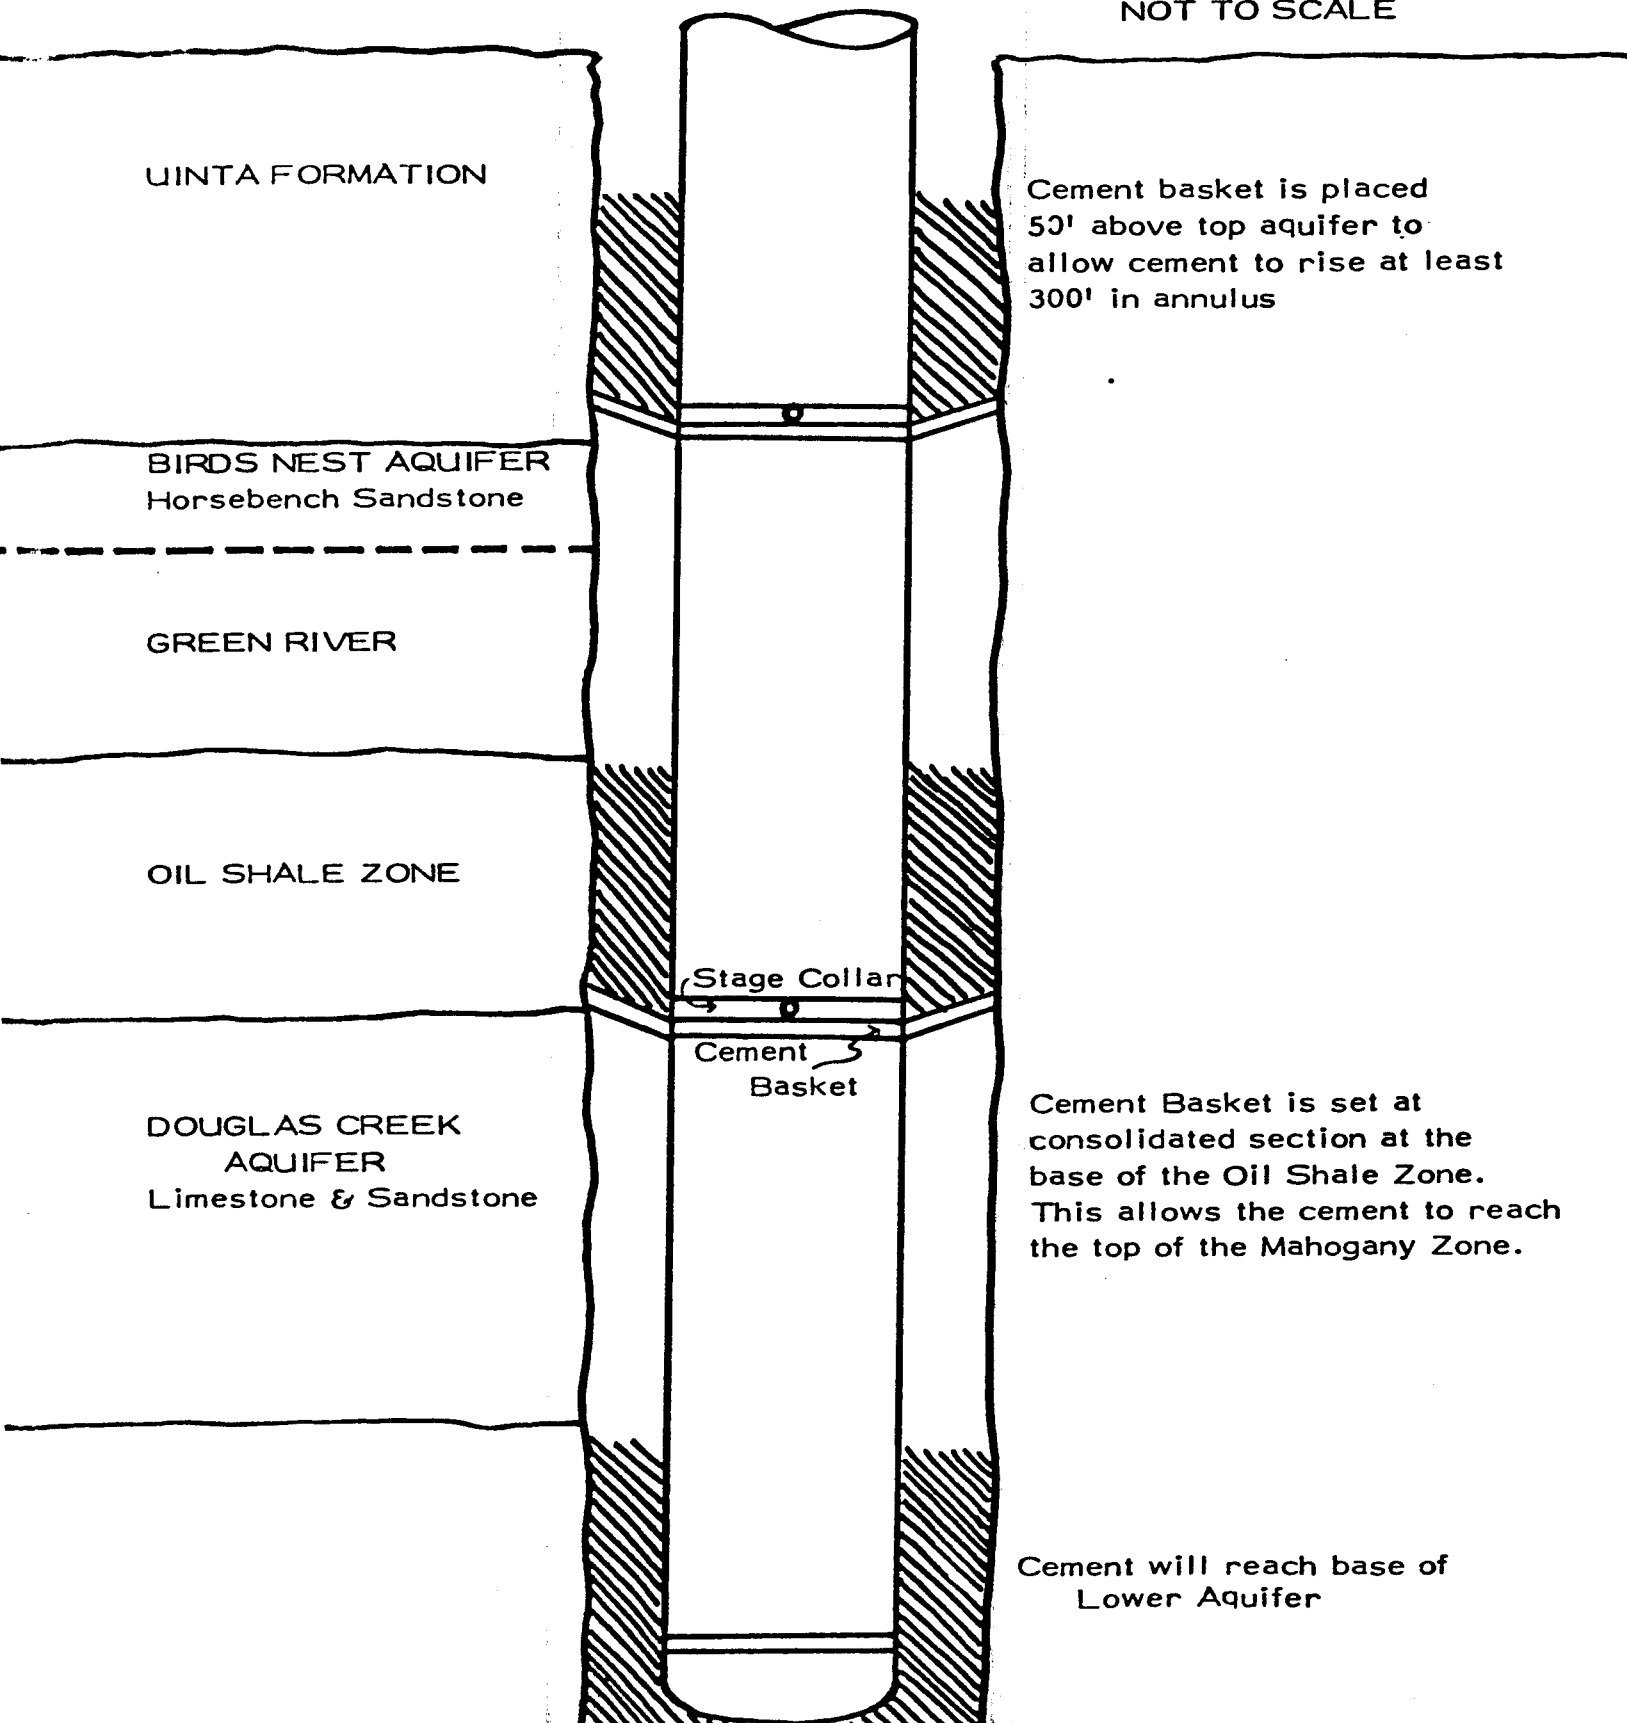 NOT TO SCALE
UINTA FORMATION
Cement basket is placed
50' above top aquifer to
allow cement to rise at least
300' in annulus
BIRDS NEST AQUIFER
Horsebench Sandstone
GREEN RIVER
OIL SHALE ZONE
Stage Collar
Cement
Basket
DOUGLAS CREEK
AQUIFER
Limestone & Sandstone
Cement Basket is set at
consolidated section at the
base of the Oil Shale Zone.
This allows the cement to reach
the top of the Mahogany Zone.
Cement will reach base of
Lower Aquifer